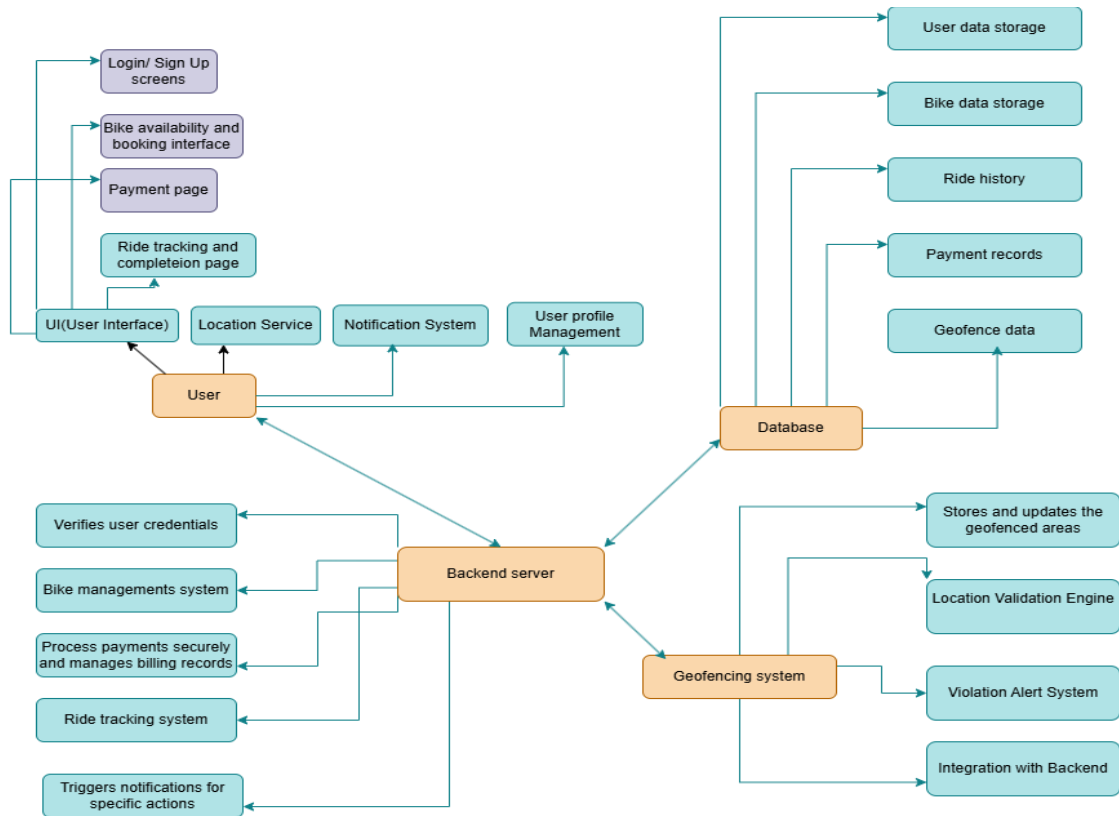 User data storage
Login/ Sign Up
screens
Bike data storage
Bike availability and
booking interface
Ride history
Payment page
Ride tracking and
completeion page
Payment records
UI(User Interface)
Location Service
Notification System
User profile
Management
Geofence data
User
Database
Verifies user credentials
Stores and updates the
geofenced areas
Backend server
Bike managements system
Location Validation Engine
Process payments securely
and manages billing records
Geofencing system
Violation Alert System
Ride tracking system
Integration with Backend
Triggers notifications for
specific actions